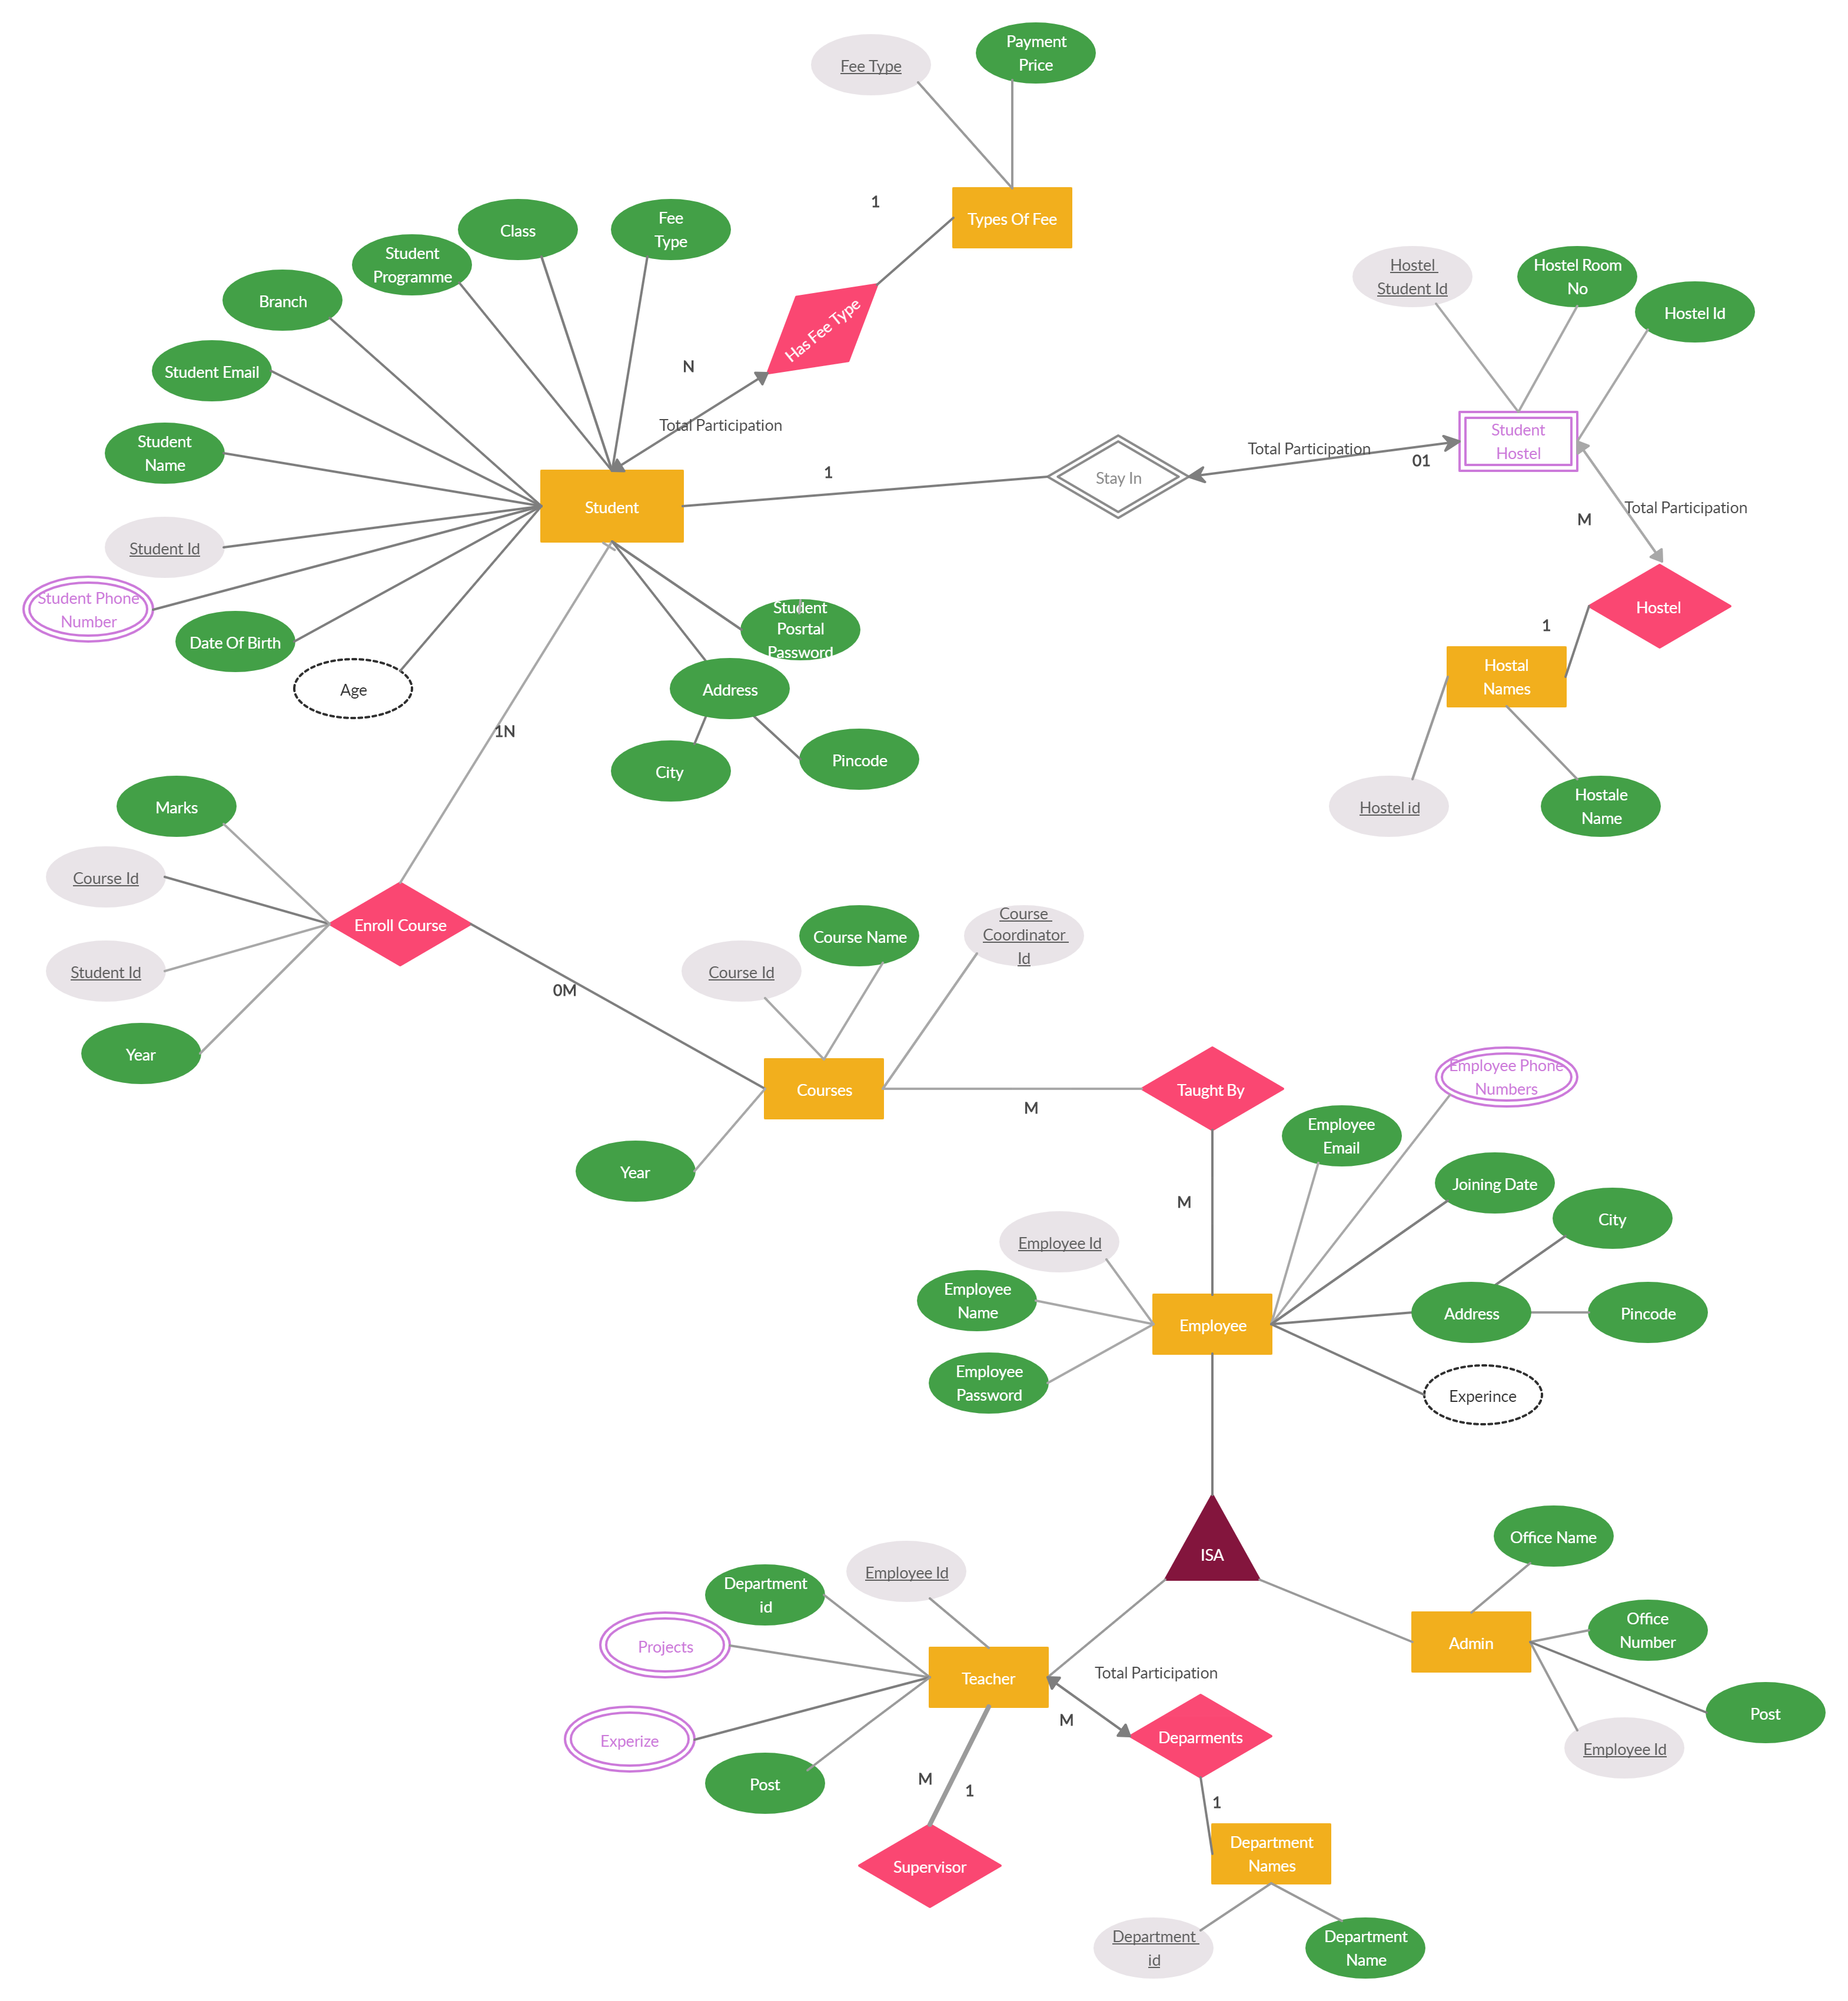 Payment
Price
Fee Type
Types Of Fee
1
Fee
Type
Class
Student
Programme
Branch
Student Email
Student
Name
Student Id
Student Phone
Number
Date Of Birth
Age
Student
Has Fee Type
N
Total Participation
1
Stay In
Total Participation
01
Hostel
Student Id
Hostel Room
No
Hostel Id
Student
Hostel
Total Participation
M
Hostel
1
Hostal
Names
Hostel id
Hostale
Name
Student
Posrtal
Password
Address
City
Pincode
1N
Marks
Course Id
Student Id
Year
Enroll Course
0M
Course Id
Course Name
Course
Coordinator
Id
Courses
Year
M
Taught By
M
Employee Phone
Numbers
Employee
Email
Joining Date
City
Address
Pincode
Experince
Employee Id
Employee
Name
Employee
Password
Employee
ISA
Office Name
Office
Number
Admin
Post
Employee Id
Employee Id
Department
id
Projects
Experize
Post
Teacher
Total Participation
M
Deparments
M
1
Supervisor
1
Department
Names
Department
id
Department
Name